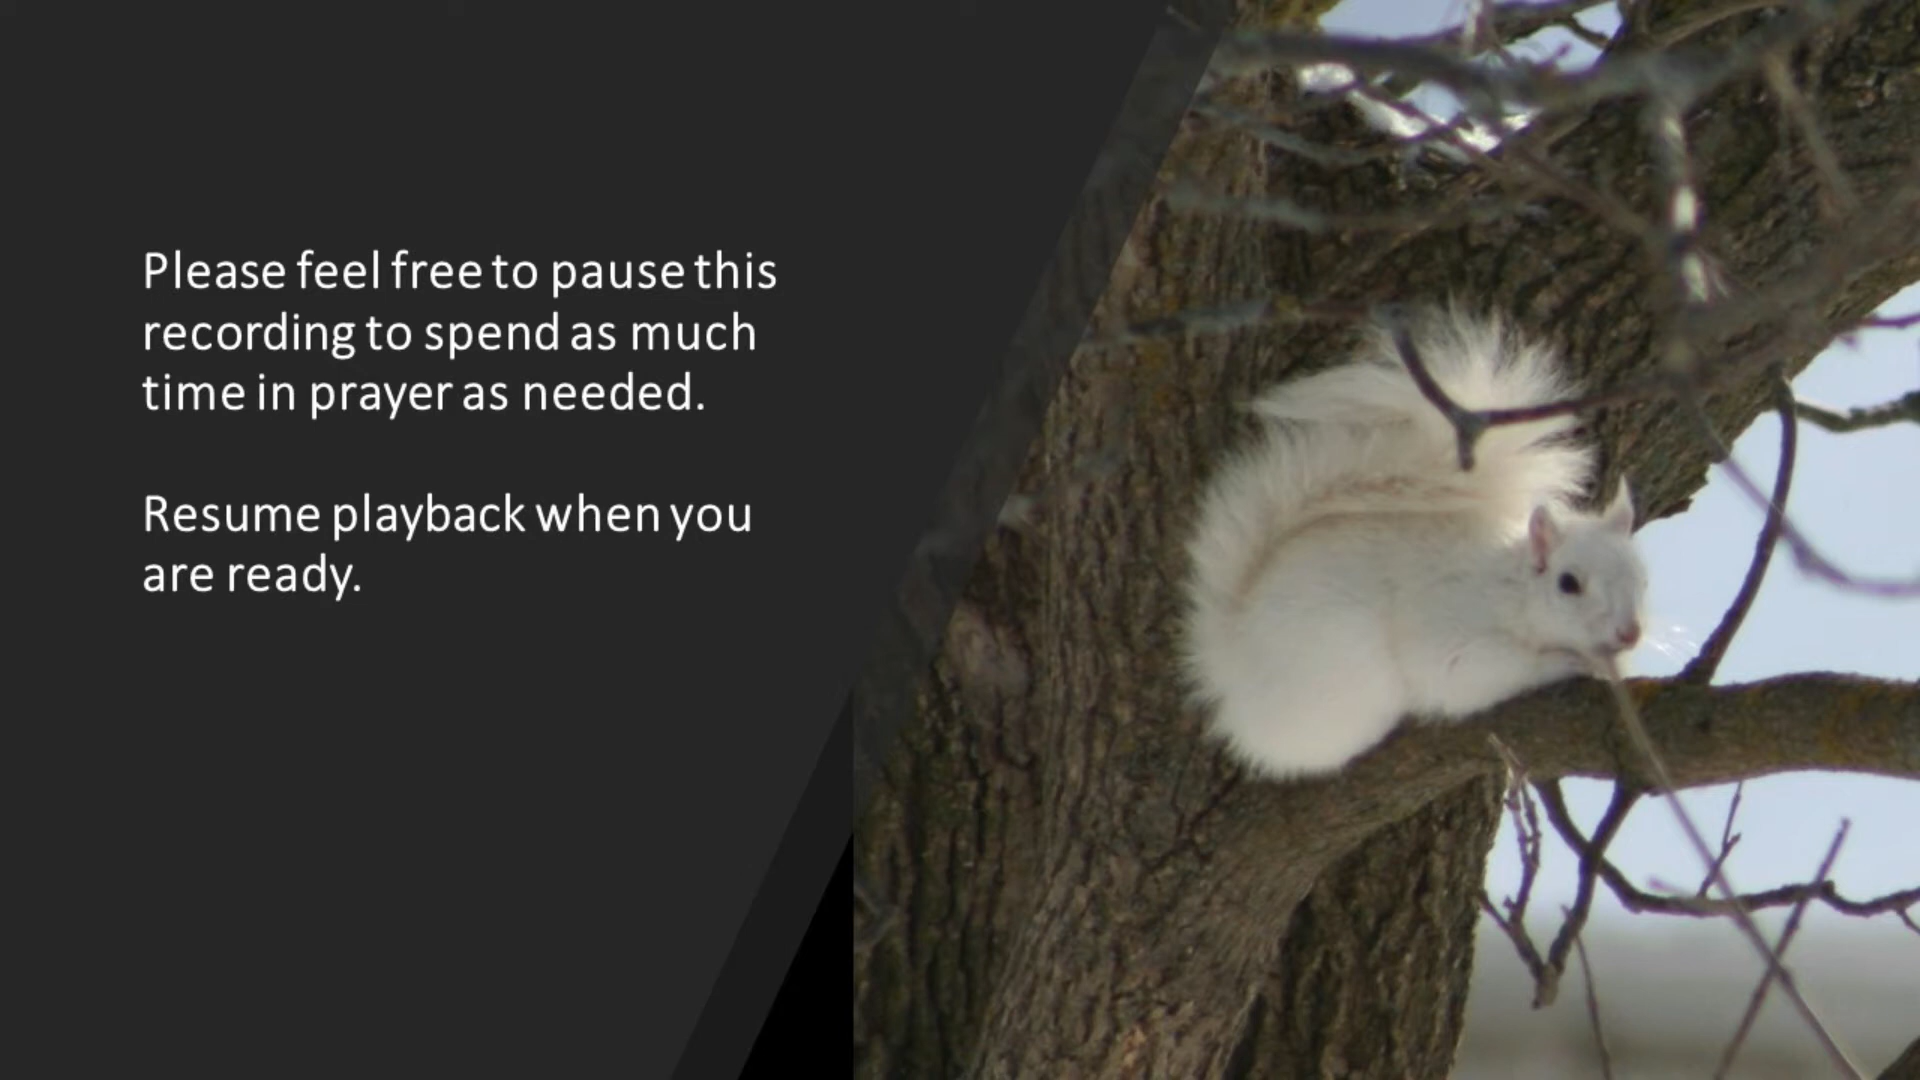 Please feel free to pause this
recording to spend as much
time in prayer as needed.
Resume playback when you
are ready.